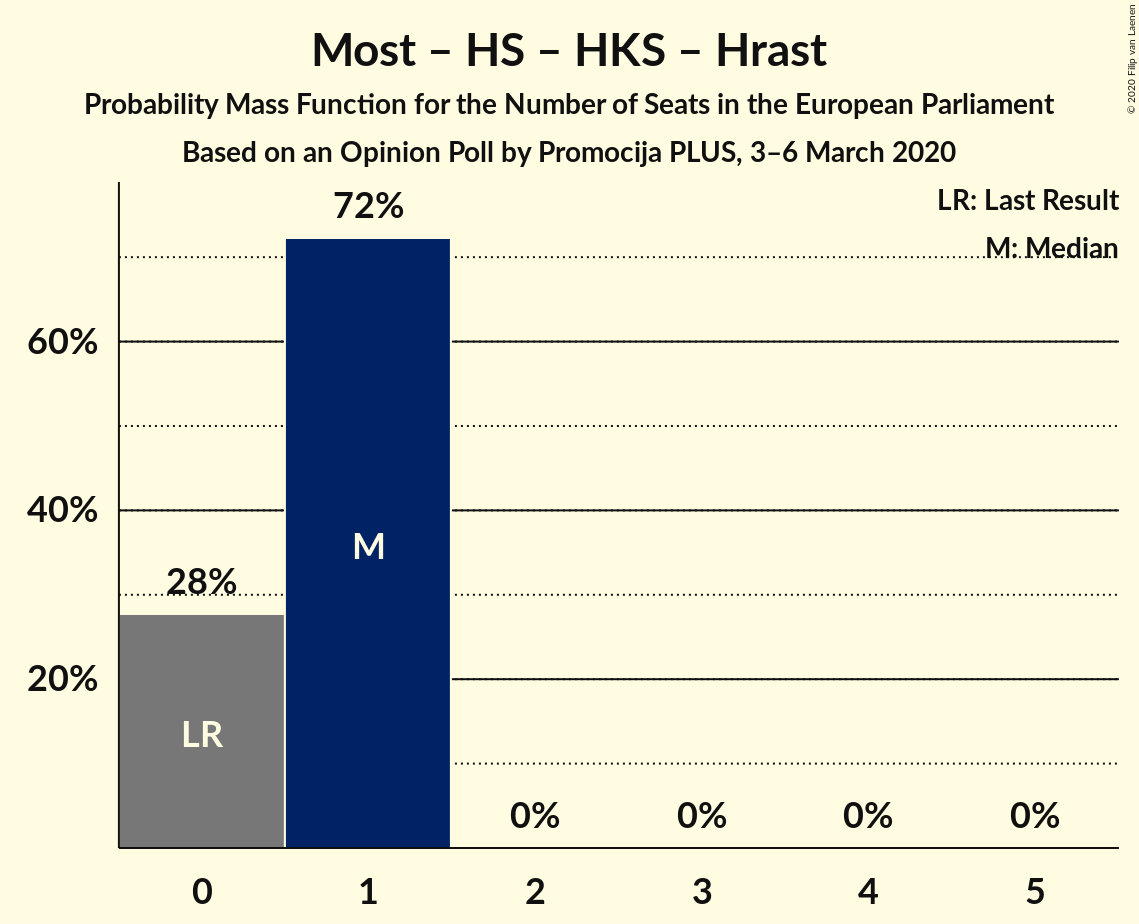 Most – HS – HKS – Hrast
Probability Mass Function for the Number of Seats in the European Parliament
Based on an Opinion Poll by Promocija PLUS, 3–6 March 2020
© 2020 Filip van Laenen
LR: Last Result
M: Median
72%
60%
40%
M
28%
20%
LR
0% 0% 0% 0%
0 1 2 3 4 5